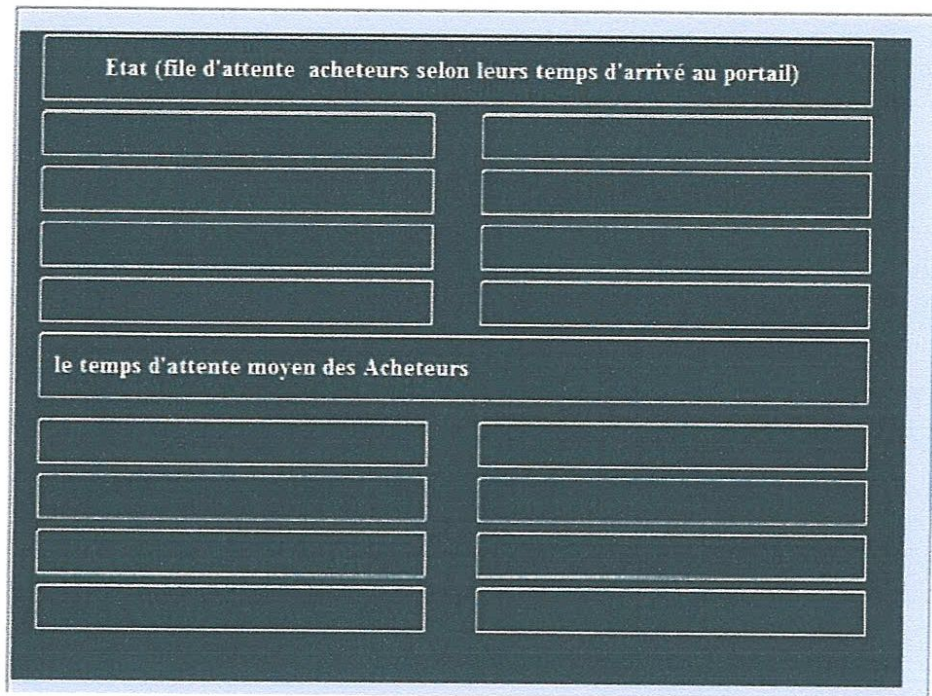 Etat (file d'attente acheteurs selon leurs temps d'arrivé au portail)
le temps d'attente moyen des Acheteurs